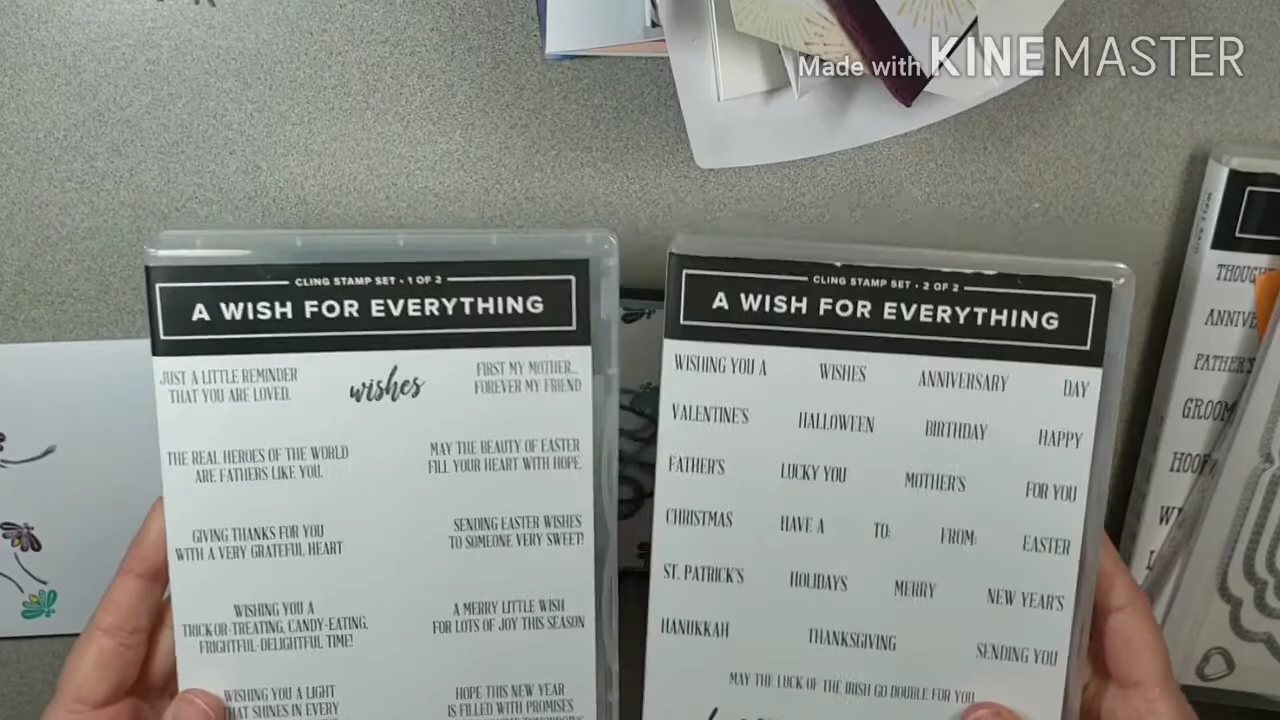 Made with KINEMASTER
CLING STAMP SET • 1 OF 2
A WISH FOR EVERYTHING
JUST A LITTLE REMINDER
THAT YOU ARE LOVED.
wishes
FIRST MY MOTHER...
FOREVER MY FRIEND
THE REAL HEROES OF THE WORLD
ARE FATHERS LIKE YOU.
MAY THE BEAUTY OF EASTER
FILL YOUR HEART WITH HOPE.
GIVING THANKS FOR YOU
WITH A VERY GRATEFUL HEART
SENDING EASTER WISHES
TO SOMEONE VERY SWEET!
WISHING YOU A
TRICK-OR-TREATING, CANDY-EATING,
FRIGHTFUL-DELIGHTFUL TIME!
A MERRY LITTLE WISH
FOR LOTS OF JOY THIS SEASON
WISHING YOU A LIGHT
THAT SHINES IN EVERY
HOPE THIS NEW YEAR
IS FILLED WITH PROMISES
CLING STAMP SET • 2 OF 2
A WISH FOR EVERYTHING
WISHING YOU A WISHES ANNIVERSARY DAY
VALENTINE'S HALLOWEEN BIRTHDAY HAPPY
FATHER'S LUCKY YOU MOTHER'S FOR YOU
CHRISTMAS HAVE A TO: FROM: EASTER
ST. PATRICK'S HOLIDAYS MERRY NEW YEAR'S
HANUKKAH THANKSGIVING SENDING YOU
MAY THE LUCK OF THE IRISH GO DOUBLE FOR YOU
FATHER'S
GROOM